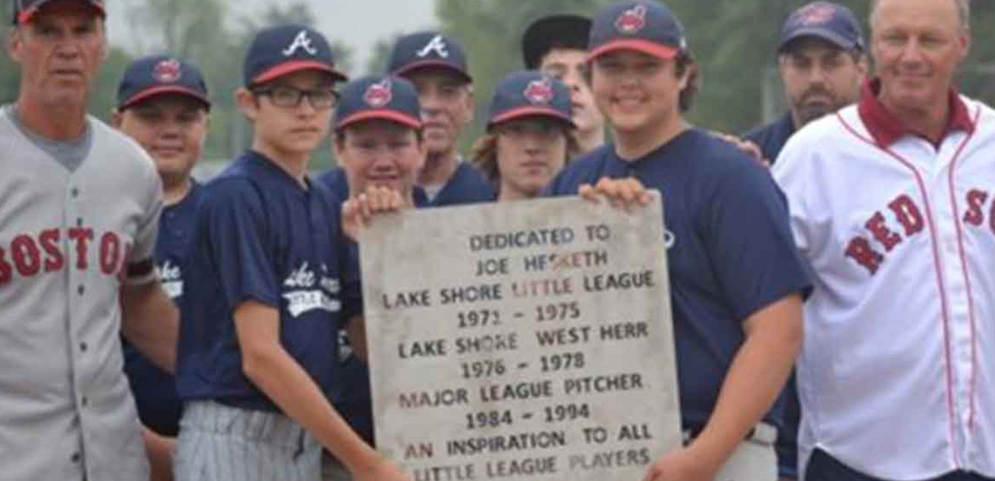 BOSTON
DEDICATED TO
JOE HESKETH
LAKE SHORE LITTLE LEAGUE
1971 - 1975
LAKE SHORE WEST HERR
1976 - 1978
MAJOR LEAGUE PITCHER
1984 - 1994
AN INSPIRATION TO ALL
LITTLE LEAGUE PLAYERS
RED S
A
A